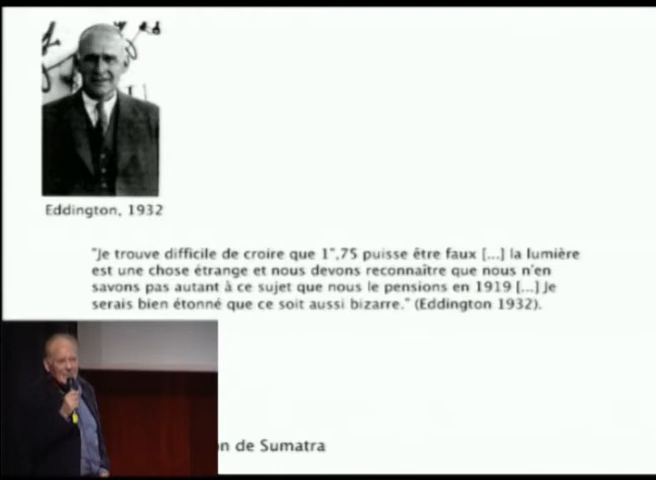 Eddington, 1932
"Je trouve difficile de croire que 1",75 puisse être faux [...] la lumière
est une chose étrange et nous devons reconnaître que nous n'en
savons pas autant à ce sujet que nous le pensions en 1919 [...] Je
serais bien étonné que ce soit aussi bizarre." (Eddington 1932).
de Sumatra